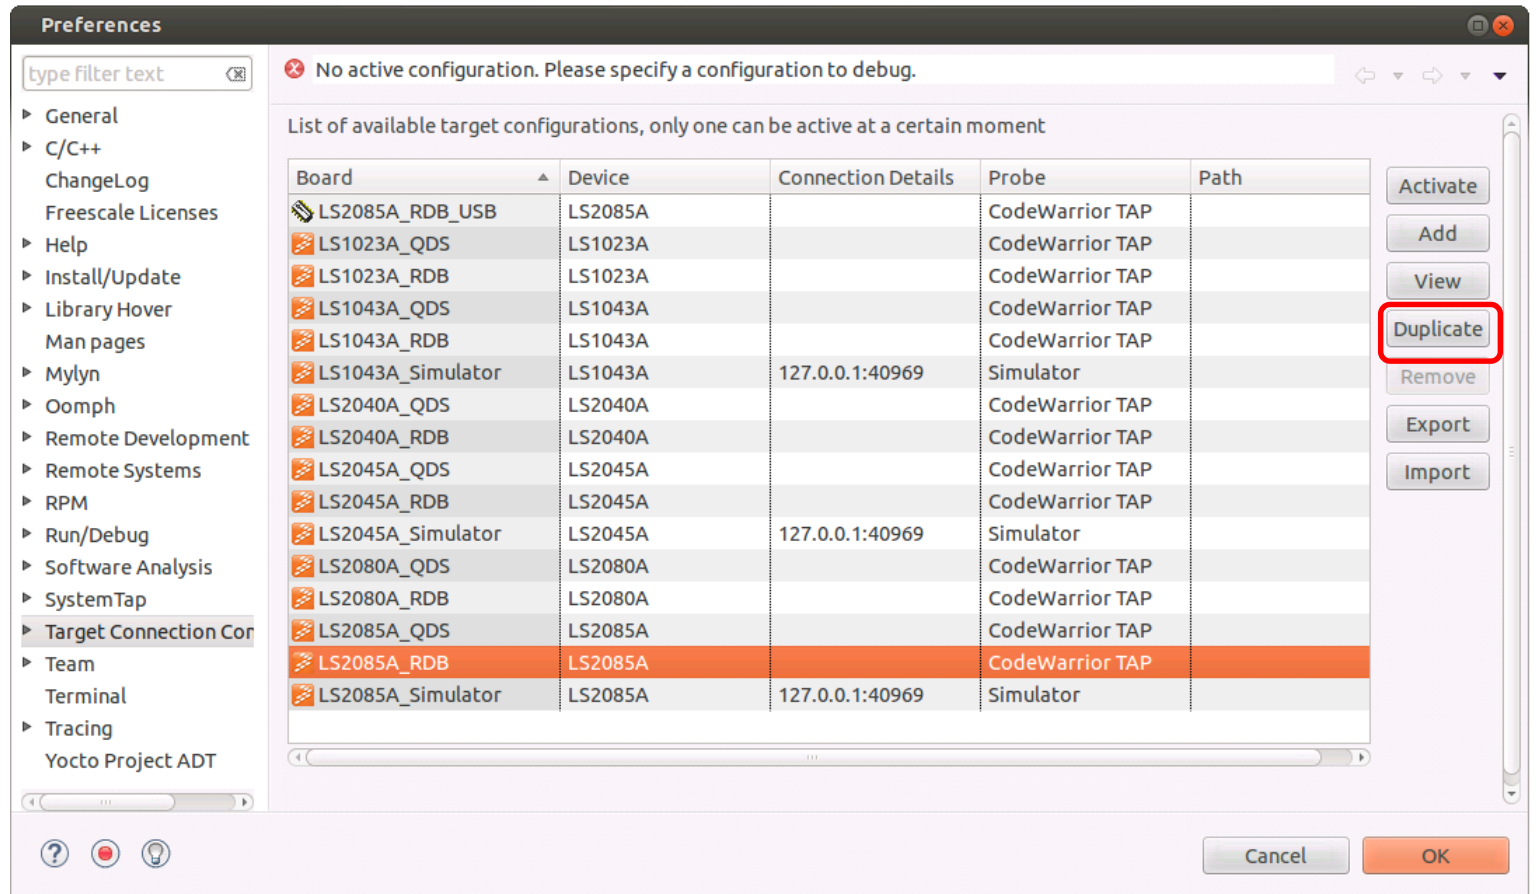 Preferences
type filter text
No active configuration. Please specify a configuration to debug.
General
C/C++
ChangeLog
Freescale Licenses
Help
Install/Update
Library Hover
Man pages
Mylyn
Oomph
Remote Development
Remote Systems
RPM
Run/Debug
Software Analysis
SystemTap
Target Connection Con
Team
Terminal
Tracing
Yocto Project ADT
List of available target configurations, only one can be active at a certain moment
Board Device Connection Details Probe Path
LS2085A_RDB_USB LS2085A CodeWarrior TAP
LS1023A_QDS LS1023A CodeWarrior TAP
LS1023A_RDB LS1023A CodeWarrior TAP
LS1043A_QDS LS1043A CodeWarrior TAP
LS1043A_RDB LS1043A CodeWarrior TAP
LS1043A_Simulator LS1043A 127.0.0.1:40969 Simulator
LS2040A_QDS LS2040A CodeWarrior TAP
LS2040A_RDB LS2040A CodeWarrior TAP
LS2045A_QDS LS2045A CodeWarrior TAP
LS2045A_RDB LS2045A CodeWarrior TAP
LS2045A_Simulator LS2045A 127.0.0.1:40969 Simulator
LS2080A_QDS LS2080A CodeWarrior TAP
LS2080A_RDB LS2080A CodeWarrior TAP
LS2085A_QDS LS2085A CodeWarrior TAP
LS2085A_RDB LS2085A CodeWarrior TAP
LS2085A_Simulator LS2085A 127.0.0.1:40969 Simulator
Activate
Add
View
Duplicate
Remove
Export
Import
Cancel
OK